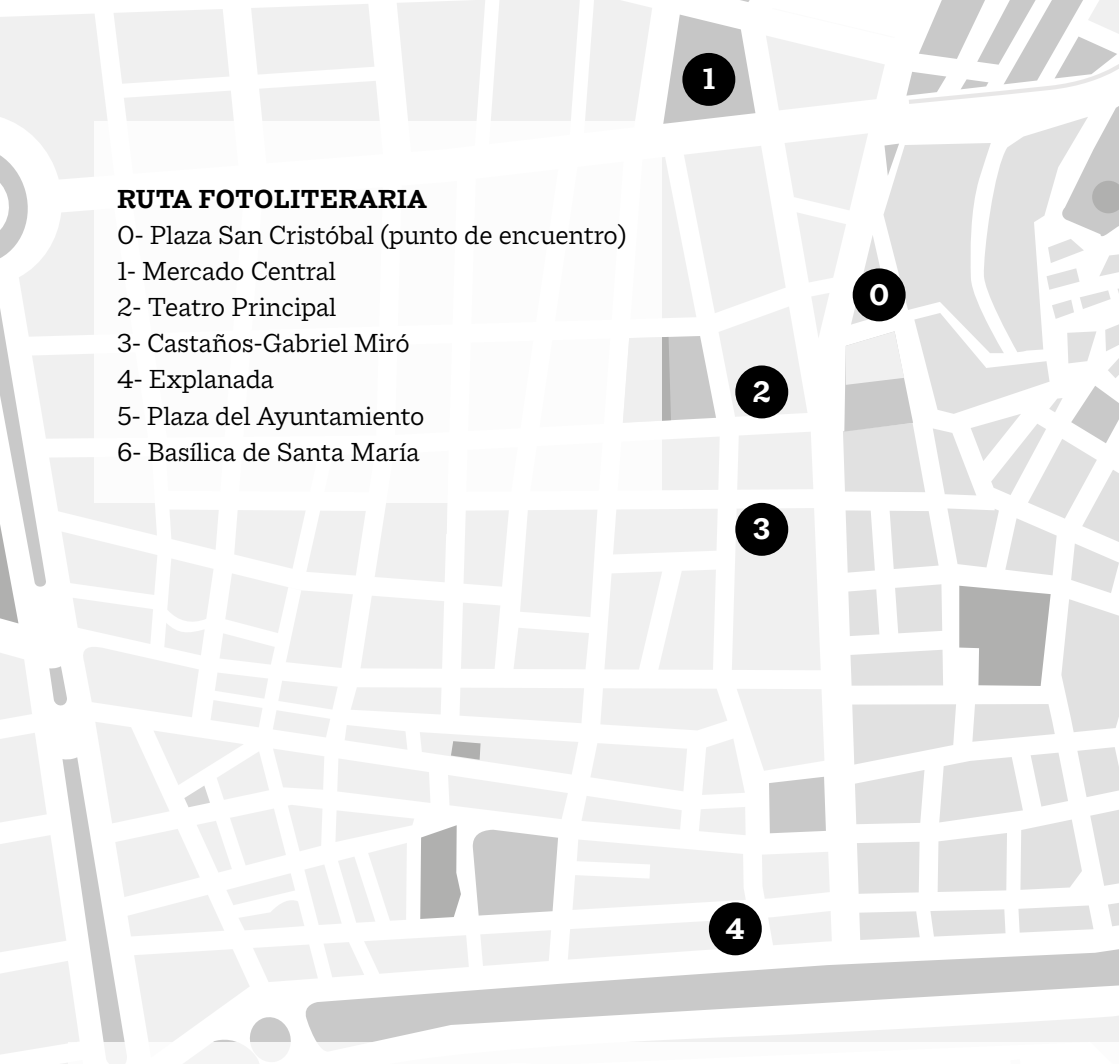 1
RUTA FOTOLITERARIA
0- Plaza San Cristóbal (punto de encuentro)
1- Mercado Central
2- Teatro Principal
3- Castaños-Gabriel Miró
4- Explanada
5- Plaza del Ayuntamiento
6- Basílica de Santa María
0
2
3
4